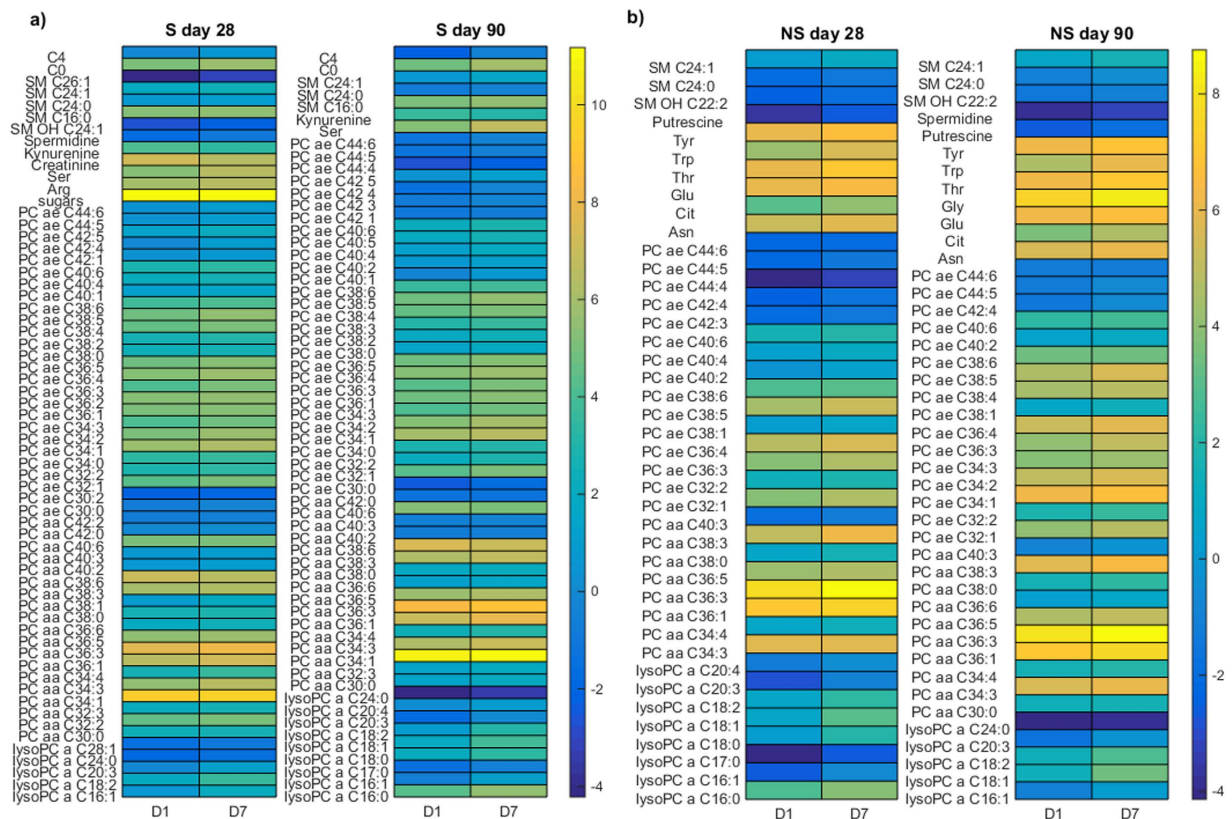 a)
S day 28
C4
C0
SM C26:1
SM C24:1
SM C24:0
SM C16:0
SM OH C24:1
Spermidine
Kynurenine
Creatinine
Ser
Arg
sugars
PC ae C44:6
PC ae C44:5
PC ae C42:5
PC ae C42:4
PC ae C42:1
PC ae C40:6
PC ae C40:4
PC ae C40:1
PC ae C38:6
PC ae C38:5
PC ae C38:4
PC ae C38:2
PC ae C38:0
PC ae C36:5
PC ae C36:4
PC ae C36:3
PC ae C36:2
PC ae C36:1
PC ae C34:3
PC ae C34:2
PC ae C34:1
PC ae C34:0
PC ae C32:2
PC ae C32:1
PC ae C30:2
PC ae C30:0
PC aa C42:2
PC aa C42:0
PC aa C40:6
PC aa C40:3
PC aa C40:2
PC aa C38:6
PC aa C38:3
PC aa C38:1
PC aa C38:0
PC aa C36:6
PC aa C36:5
PC aa C36:3
PC aa C36:1
PC aa C34:4
PC aa C34:3
PC aa C34:1
PC aa C32:3
PC aa C32:2
PC aa C30:0
lysoPC a C28:1
lysoPC a C24:0
lysoPC a C20:3
lysoPC a C18:2
lysoPC a C16:1
D1 D7
S day 90
C4
C0
SM C24:1
SM C24:0
SM C16:0
Kynurenine
Ser
PC ae C44:6
PC ae C44:5
PC ae C44:4
PC ae C42:5
PC ae C42:4
PC ae C42:3
PC ae C42:1
PC ae C40:6
PC ae C40:5
PC ae C40:4
PC ae C40:2
PC ae C40:1
PC ae C38:6
PC ae C38:5
PC ae C38:4
PC ae C38:3
PC ae C38:2
PC ae C38:0
PC ae C36:5
PC ae C36:4
PC ae C36:3
PC ae C36:1
PC ae C34:3
PC ae C34:2
PC ae C34:1
PC ae C34:0
PC ae C32:2
PC ae C32:1
PC ae C30:0
PC aa C42:0
PC aa C40:6
PC aa C40:3
PC aa C40:2
PC aa C38:6
PC aa C38:3
PC aa C38:0
PC aa C36:6
PC aa C36:5
PC aa C36:3
PC aa C36:1
PC aa C34:4
PC aa C34:3
PC aa C34:1
PC aa C32:3
PC aa C30:0
lysoPC a C24:0
lysoPC a C20:4
lysoPC a C20:3
lysoPC a C18:2
lysoPC a C18:1
lysoPC a C18:0
lysoPC a C17:0
lysoPC a C16:1
lysoPC a C16:0
D1 D7
10
8
6
4
2
0
-2
-4
b)
NS day 28
SM C24:1
SM C24:0
SM OH C22:2
Putrescine
Tyr
Trp
Thr
Glu
Cit
Asn
PC ae C44:6
PC ae C44:5
PC ae C44:4
PC ae C42:4
PC ae C42:3
PC ae C40:6
PC ae C40:4
PC ae C40:2
PC ae C38:6
PC ae C38:5
PC ae C38:1
PC ae C36:4
PC ae C36:3
PC ae C32:2
PC ae C32:1
PC aa C40:3
PC aa C38:3
PC aa C38:0
PC aa C36:5
PC aa C36:3
PC aa C36:1
PC aa C34:4
PC aa C34:3
lysoPC a C20:4
lysoPC a C20:3
lysoPC a C18:2
lysoPC a C18:1
lysoPC a C18:0
lysoPC a C17:0
lysoPC a C16:1
lysoPC a C16:0
D1 D7
NS day 90
SM C24:1
SM C24:0
SM OH C22:2
Spermidine
Putrescine
Tyr
Trp
Thr
Gly
Glu
Cit
Asn
PC ae C44:6
PC ae C44:5
PC ae C42:4
PC ae C40:6
PC ae C40:2
PC ae C38:6
PC ae C38:5
PC ae C38:4
PC ae C38:1
PC ae C36:4
PC ae C36:3
PC ae C34:3
PC ae C34:2
PC ae C34:1
PC ae C32:2
PC ae C32:1
PC aa C40:3
PC aa C38:3
PC aa C38:0
PC aa C36:6
PC aa C36:5
PC aa C36:3
PC aa C36:1
PC aa C34:4
PC aa C34:3
PC aa C30:0
lysoPC a C24:0
lysoPC a C20:3
lysoPC a C18:2
lysoPC a C18:1
lysoPC a C16:1
D1 D7
8
6
4
2
0
-2
-4